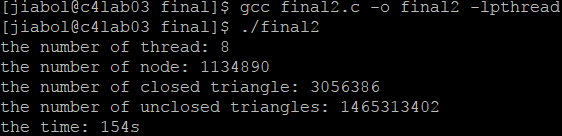 [jiabol@c4lab03 final]$ gcc final2.c -o final2 -lpthread
[jiabol@c4lab03 final]$ ./final2
the number of thread: 8
the number of node: 1134890
the number of closed triangle: 3056386
the number of unclosed triangles: 1465313402
the time: 154s